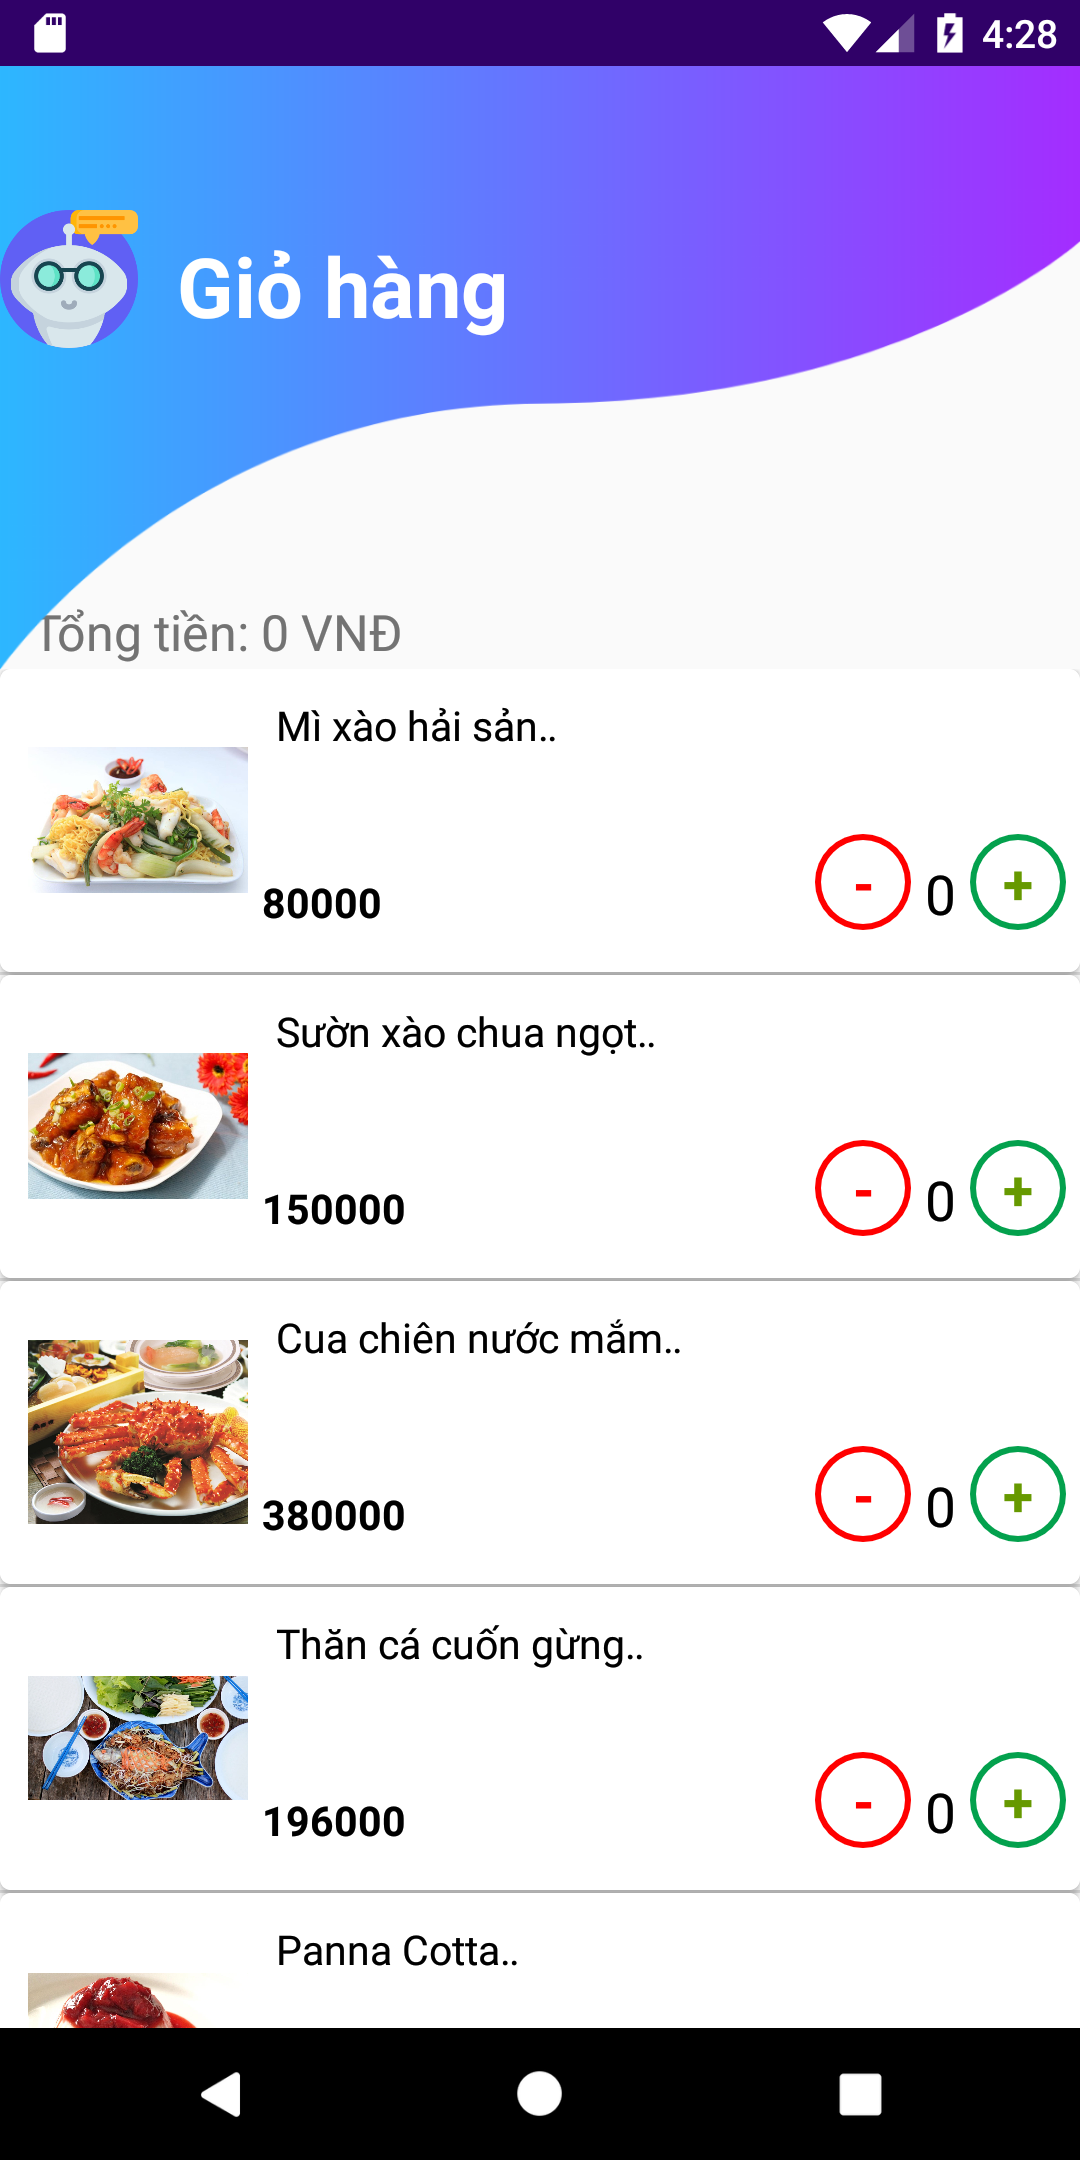 4:28
Giỏ hàng
Tổng tiền: 0 VNĐ
Mì xào hải sản..
80000
- 0 +
Sườn xào chua ngọt..
150000
- 0 +
Cua chiên nước mắm..
380000
- 0 +
Thăn cá cuốn gừng..
196000
- 0 +
Panna Cotta..